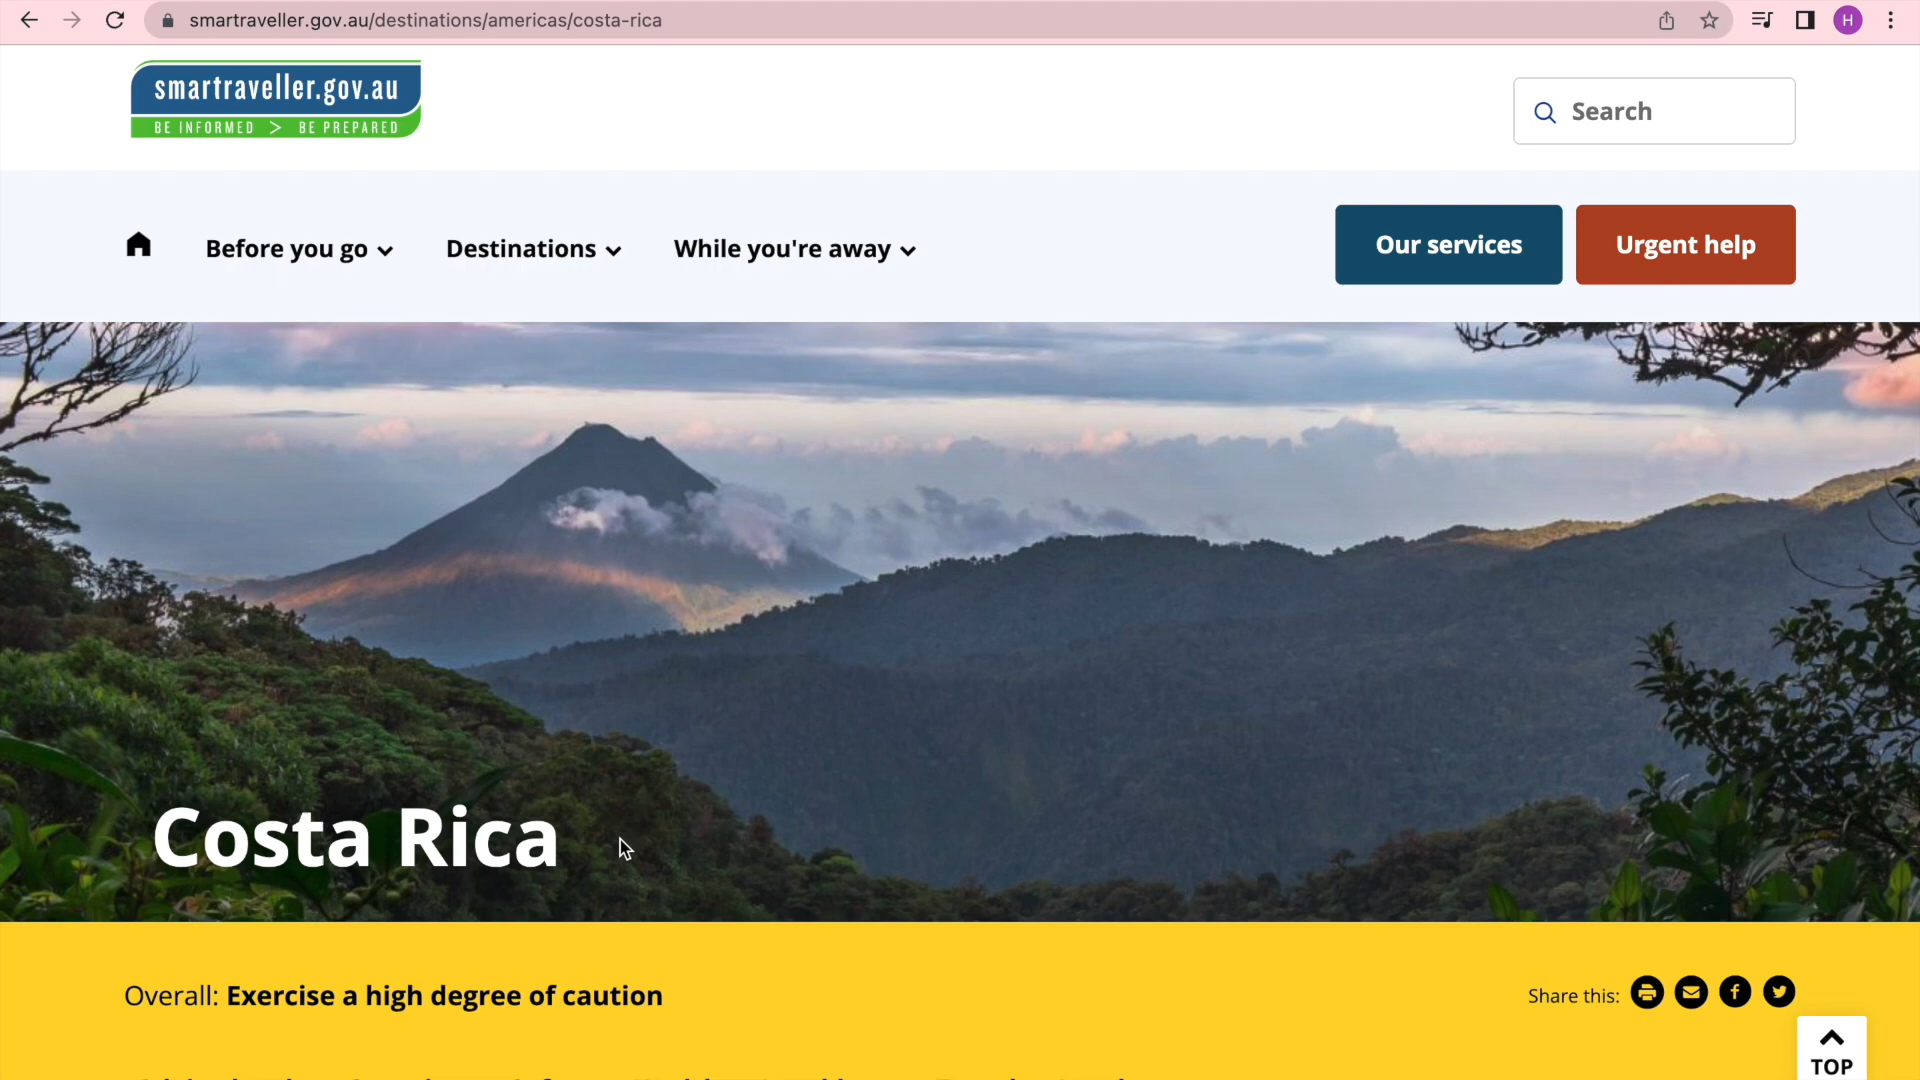 smartraveller.gov.au/destinations/americas/costa-rica
H
smartraveller.gov.au
BE INFORMED > BE PREPARED
Search
Before you go
Destinations
While you're away
Our services
Urgent help
Costa Rica
Overall: Exercise a high degree of caution
Share this:
TOP